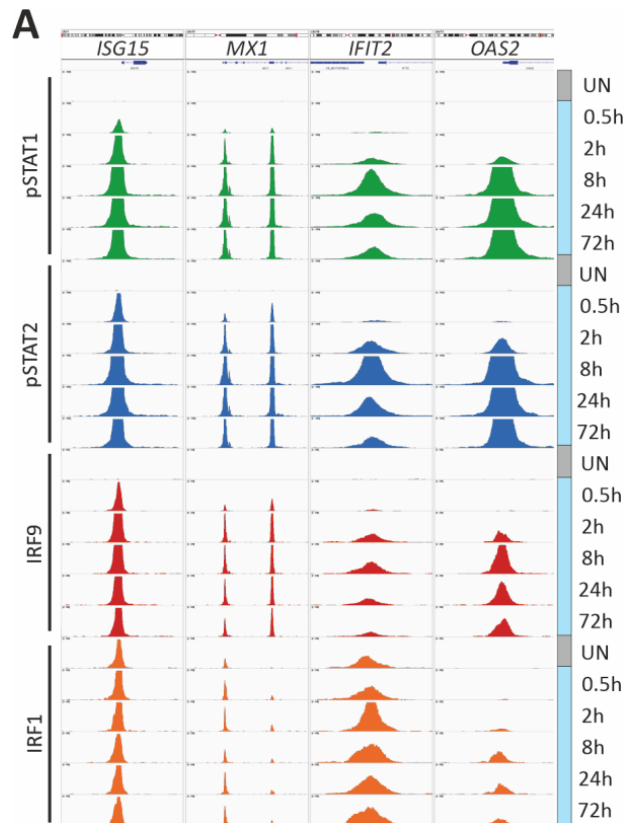 A
ISG15 MX1 IFIT2 OAS2
pSTAT1
UN
0.5h
2h
8h
24h
72h
pSTAT2
UN
0.5h
2h
8h
24h
72h
IRF9
UN
0.5h
2h
8h
24h
72h
IRF1
UN
0.5h
2h
8h
24h
72h